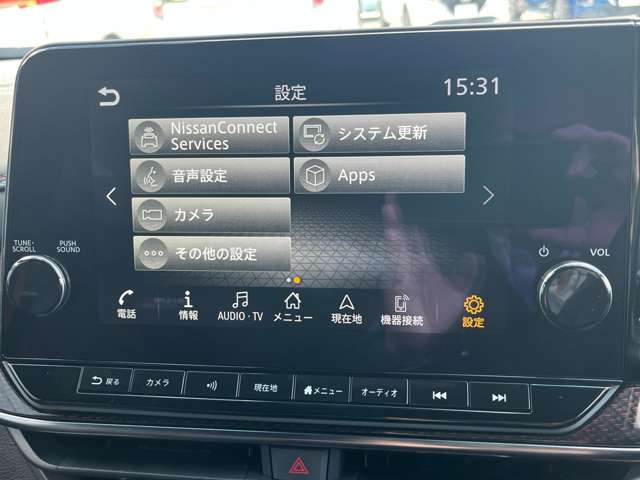 設定
15:31
NissanConnect
Services
システム更新
音声設定
Apps
カメラ
その他の設定
TUNE・
SCROLL
PUSH
SOUND
VOL
電話
情報
AUDIO・TV
メニュー
現在地
機器接続
設定
戻る
カメラ
現在地
メニュー
オーディオ